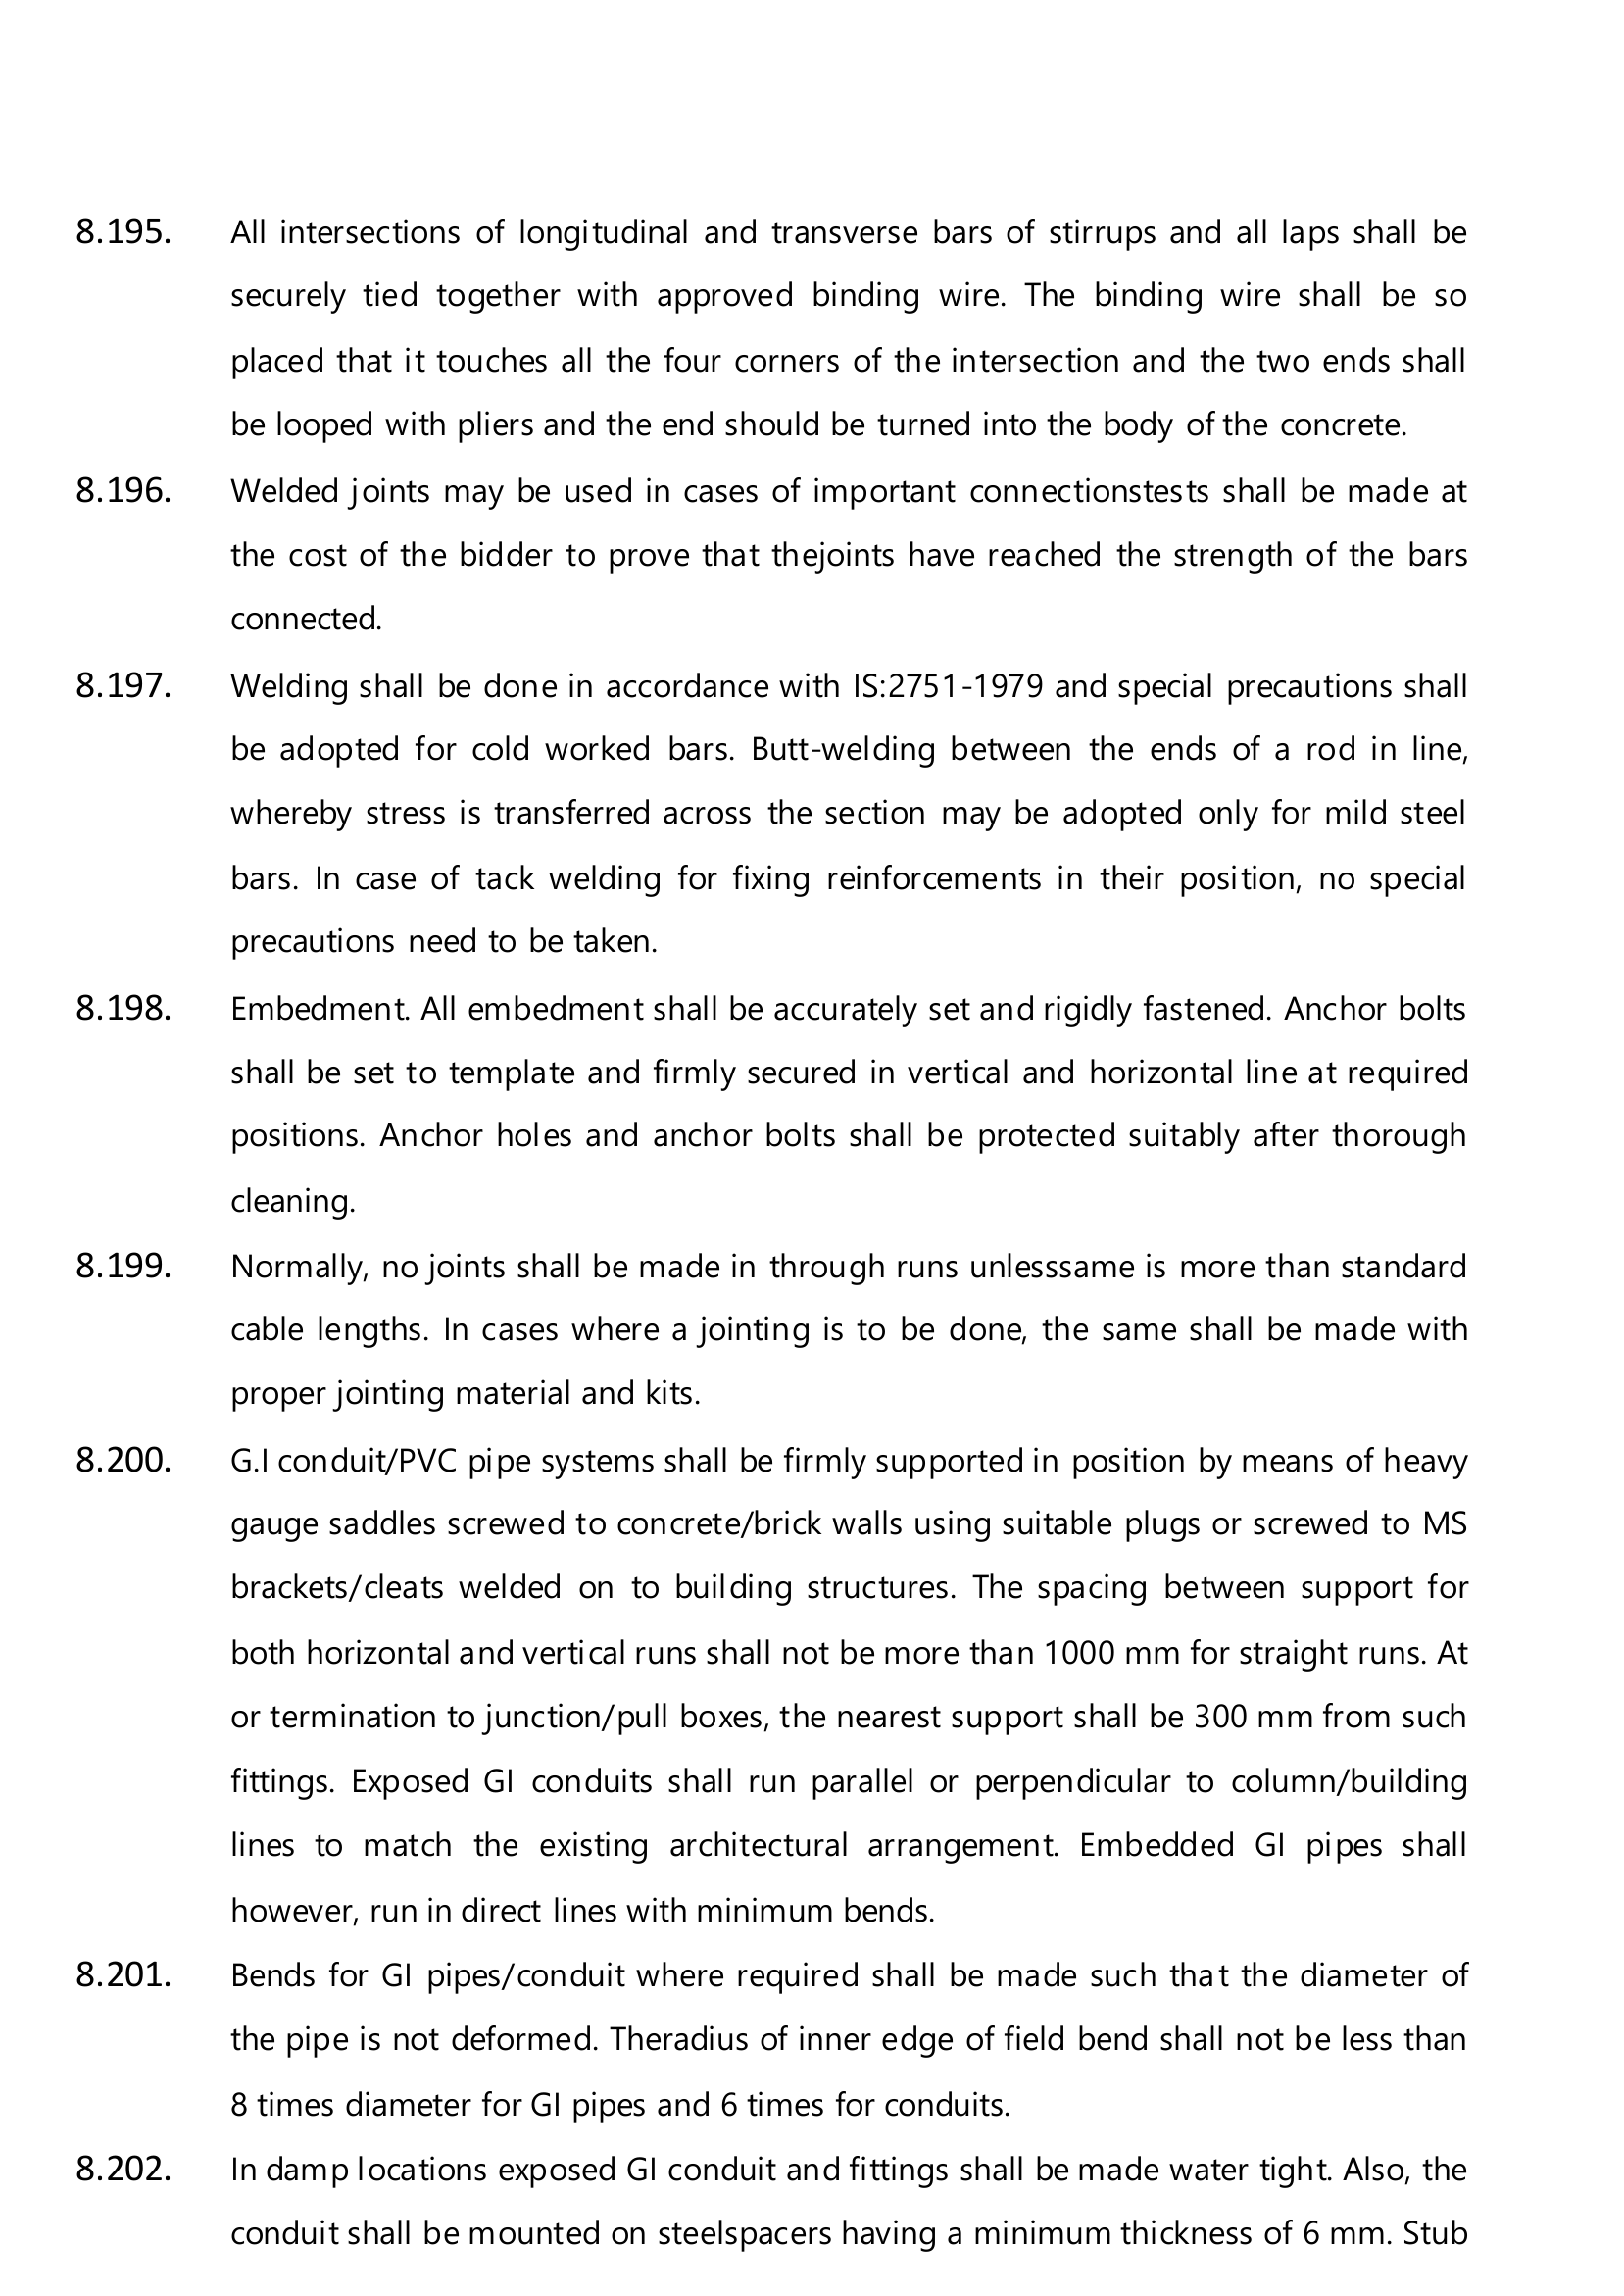 8.195. All intersections of longitudinal and transverse bars of stirrups and all laps shall be
securely tied together with approved binding wire. The binding wire shall be so
placed that it touches all the four corners of the intersection and the two ends shall
be looped with pliers and the end should be turned into the body of the concrete.
8.196. Welded joints may be used in cases of important connectionstests shall be made at
the cost of the bidder to prove that thejoints have reached the strength of the bars
connected.
8.197. Welding shall be done in accordance with IS:2751-1979 and special precautions shall
be adopted for cold worked bars. Butt-welding between the ends of a rod in line,
whereby stress is transferred across the section may be adopted only for mild steel
bars. In case of tack welding for fixing reinforcements in their position, no special
precautions need to be taken.
8.198. Embedment. All embedment shall be accurately set and rigidly fastened. Anchor bolts
shall be set to template and firmly secured in vertical and horizontal line at required
positions. Anchor holes and anchor bolts shall be protected suitably after thorough
cleaning.
8.199. Normally, no joints shall be made in through runs unlesssame is more than standard
cable lengths. In cases where a jointing is to be done, the same shall be made with
proper jointing material and kits.
8.200. G.I conduit/PVC pipe systems shall be firmly supported in position by means of heavy
gauge saddles screwed to concrete/brick walls using suitable plugs or screwed to MS
brackets/cleats welded on to building structures. The spacing between support for
both horizontal and vertical runs shall not be more than 1000 mm for straight runs. At
or termination to junction/pull boxes, the nearest support shall be 300 mm from such
fittings. Exposed GI conduits shall run parallel or perpendicular to column/building
lines to match the existing architectural arrangement. Embedded GI pipes shall
however, run in direct lines with minimum bends.
8.201. Bends for GI pipes/conduit where required shall be made such that the diameter of
the pipe is not deformed. Theradius of inner edge of field bend shall not be less than
8 times diameter for GI pipes and 6 times for conduits.
8.202. In damp locations exposed GI conduit and fittings shall be made water tight. Also, the
conduit shall be mounted on steelspacers having a minimum thickness of 6 mm. Stub